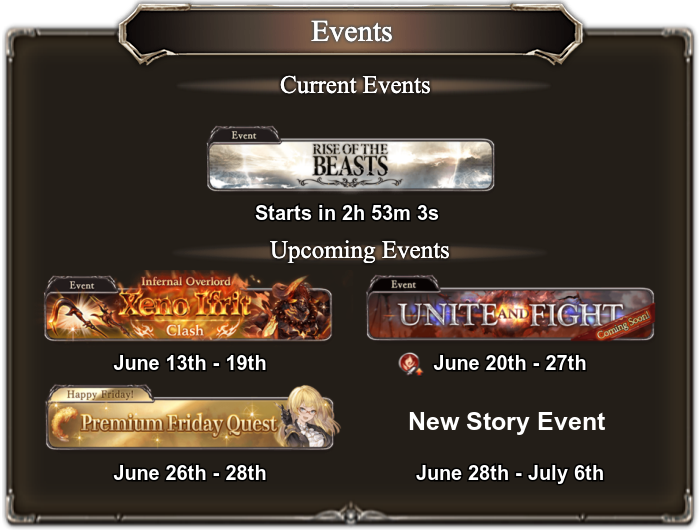 Events
Current Events
Event
RISE OF THE
BEASTS
Starts in 2h 53m 3s
Upcoming Events
Event
Infernal Overlord
Xeno Ifrit
Clash
June 13th - 19th
Event
UNITE AND FIGHT
Coming Soon!
June 20th - 27th
Happy Friday!
Premium Friday Quest
June 26th - 28th
New Story Event
June 28th - July 6th